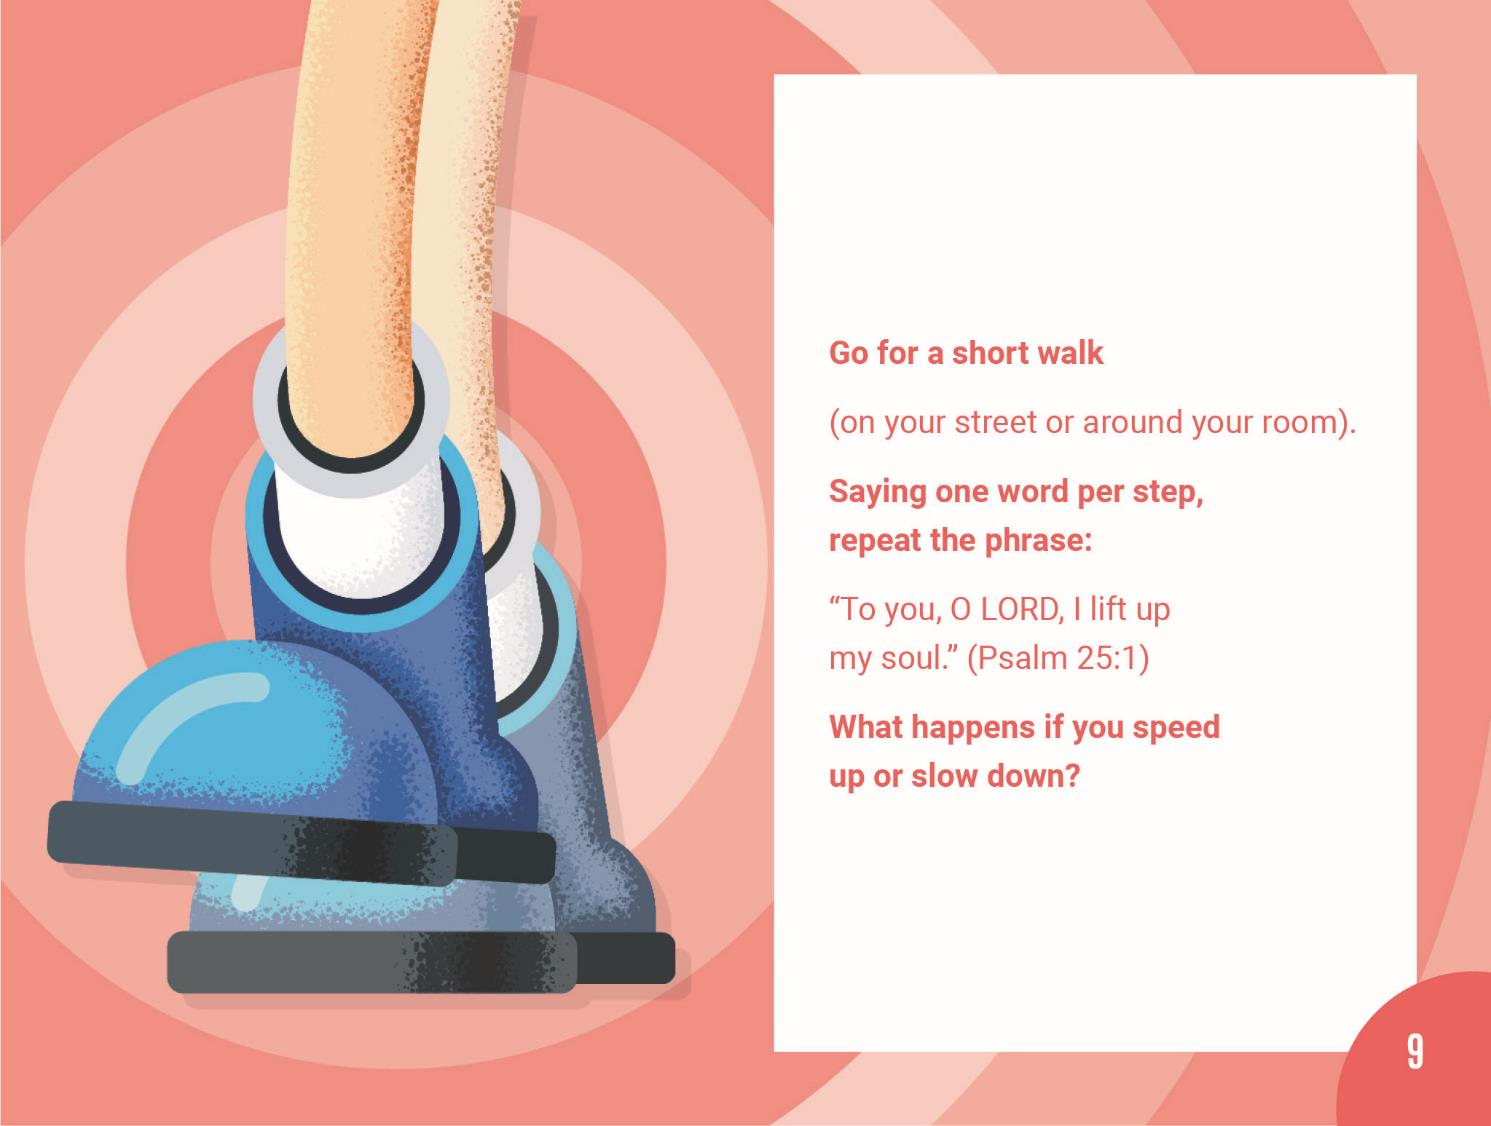 Go for a short walk
(on your street or around your room).
Saying one word per step,
repeat the phrase:
“To you, O LORD, I lift up
my soul.” (Psalm 25:1)
What happens if you speed
up or slow down?
9